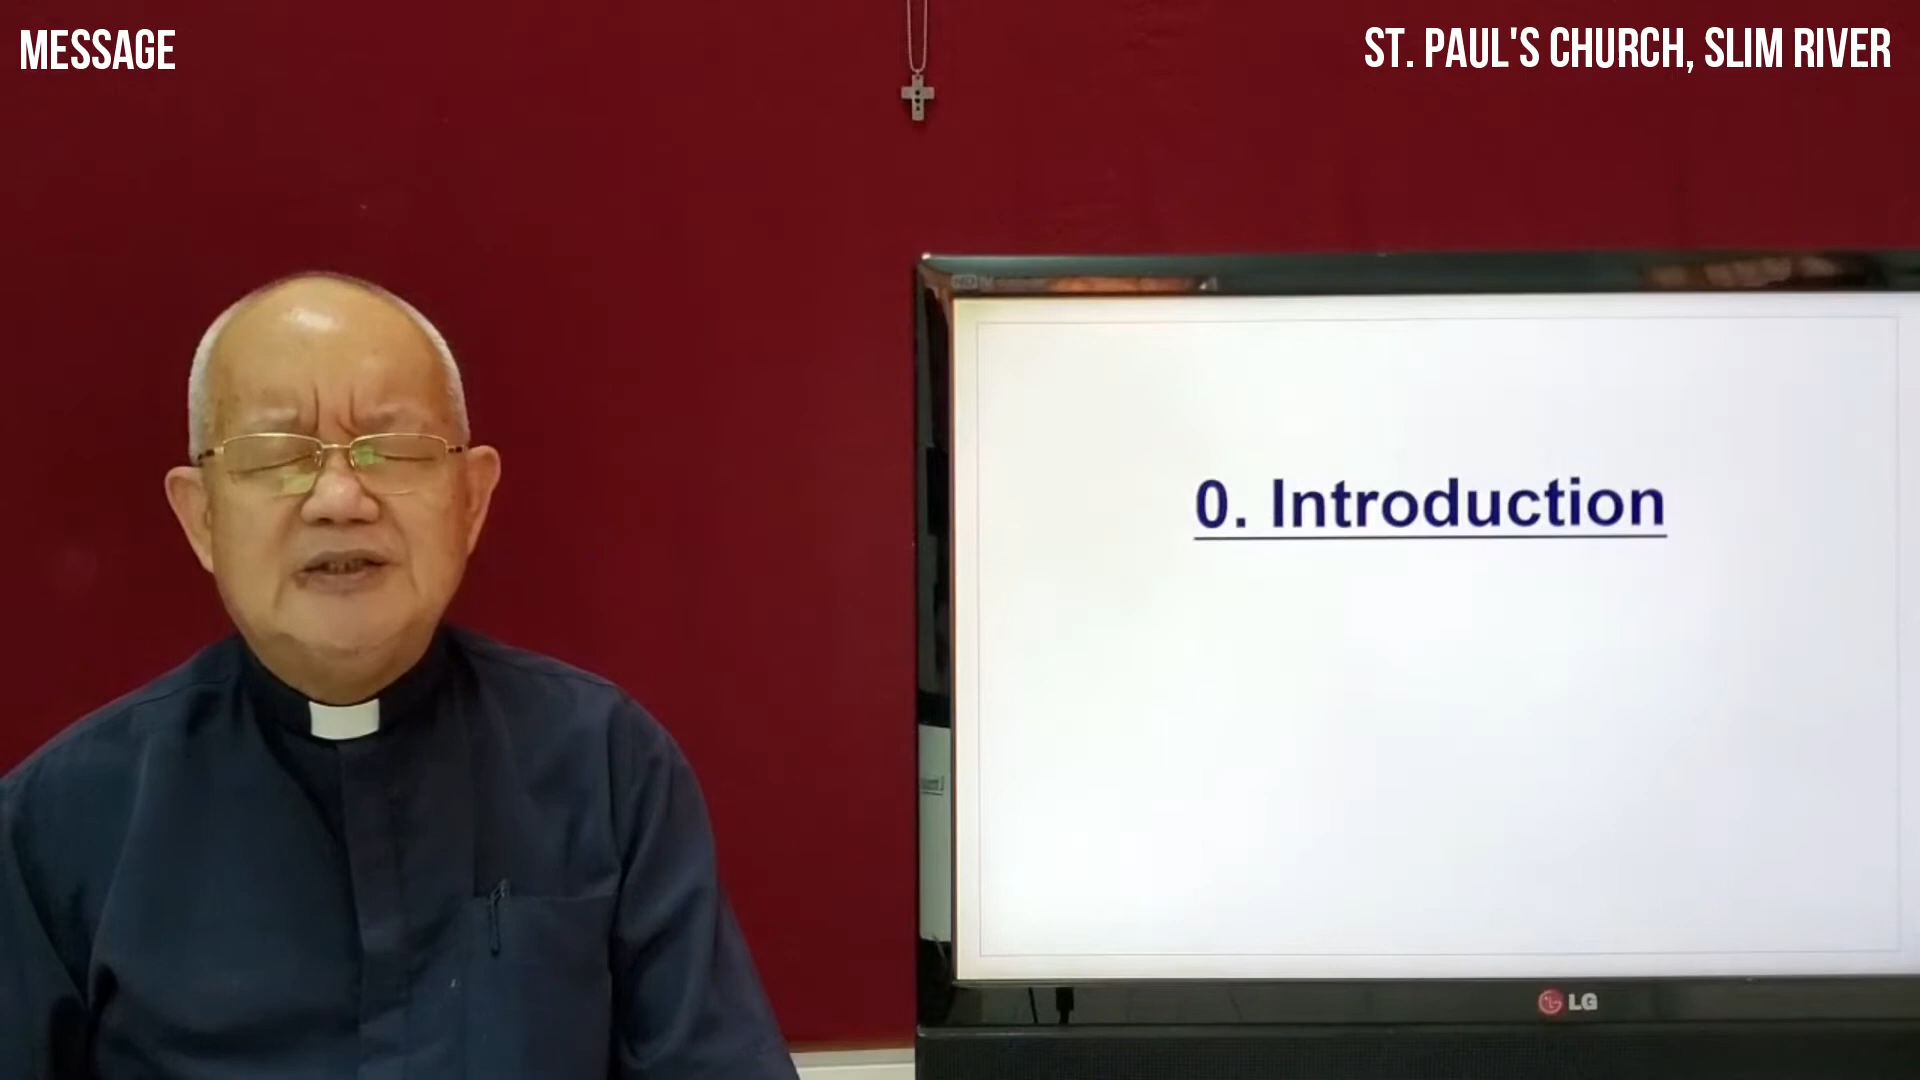 MESSAGE
ST. PAUL'S CHURCH, SLIM RIVER
0. Introduction
LG